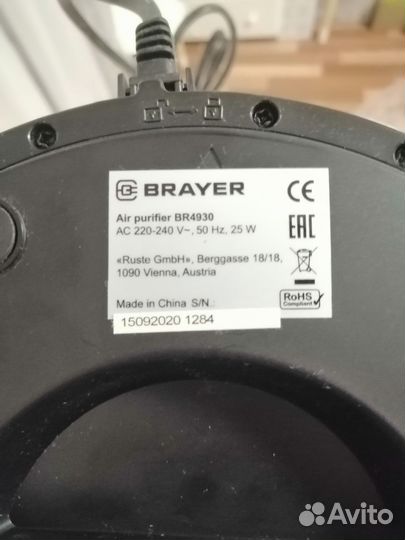 BRAYER
Air purifier BR4930
AC 220-240 V~, 50 Hz, 25 W
«Ruste GmbH», Berggasse 18/18,
1090 Vienna, Austria
Made in China S/N.:
15092020 1284
CE
EAC
RoHS
Compliant
Avito